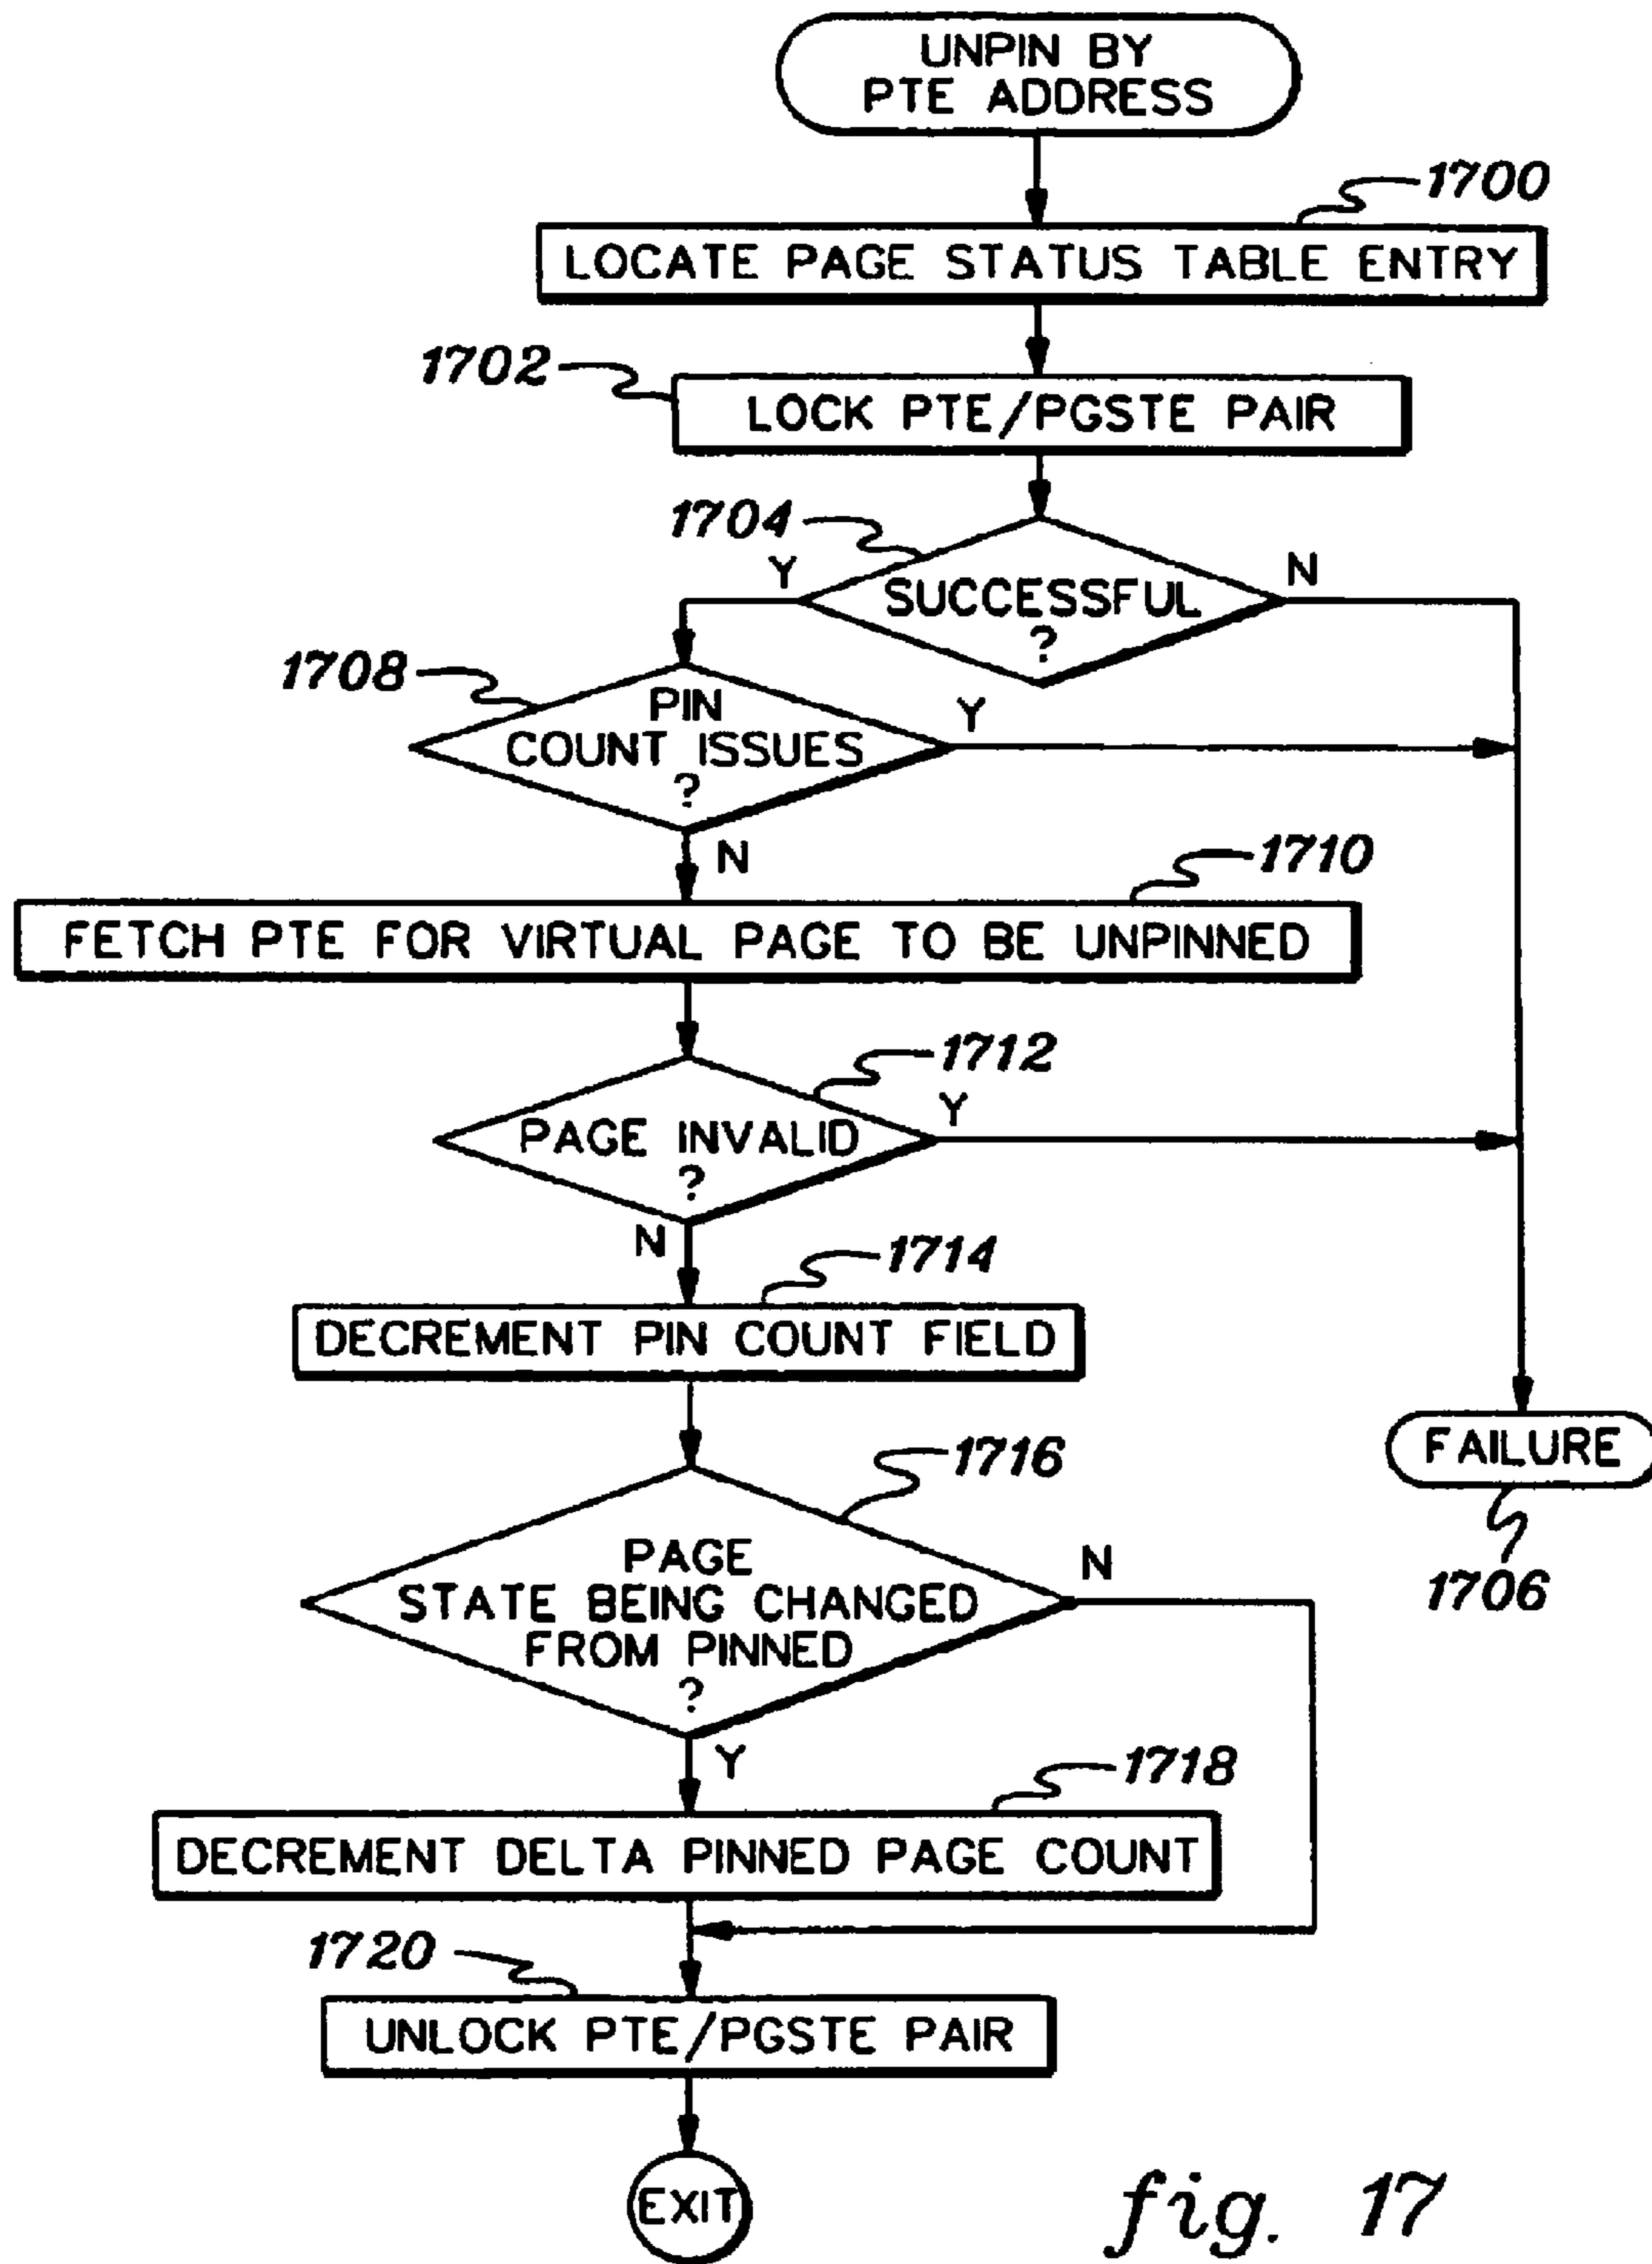 UNPIN BY
PTE ADDRESS
1700
LOCATE PAGE STATUS TABLE ENTRY
1702
LOCK PTE/PGSTE PAIR
1704
Y
N
SUCCESSFUL
?
1708
PIN
COUNT ISSUES
?
Y
N
1710
FETCH PTE FOR VIRTUAL PAGE TO BE UNPINNED
1712
Y
PAGE INVALID
?
N
1714
DECREMENT PIN COUNT FIELD
FAILURE
1706
1716
PAGE
STATE BEING CHANGED
FROM PINNED
?
N
Y
1718
DECREMENT DELTA PINNED PAGE COUNT
1720
UNLOCK PTE/PGSTE PAIR
EXIT
fig. 17